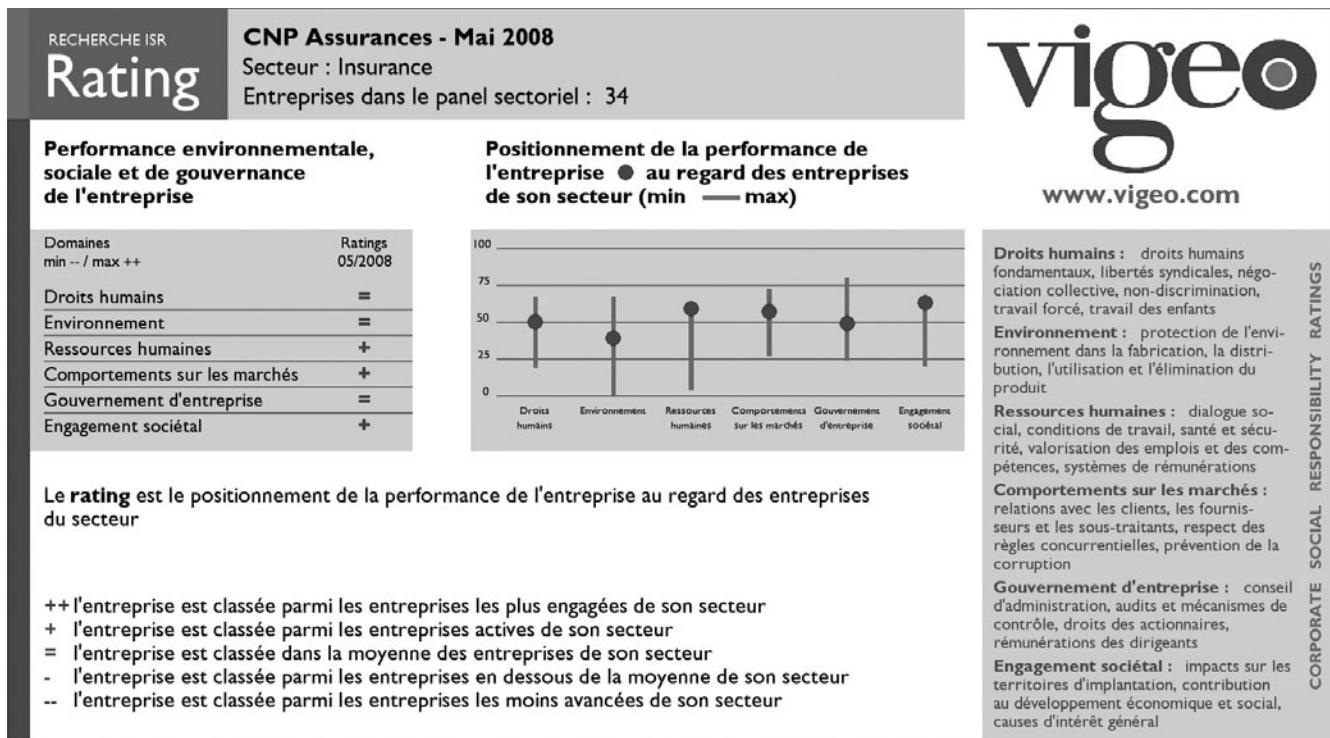 RECHERCHE ISR
Rating
CNP Assurances - Mai 2008
Secteur : Insurance
Entreprises dans le panel sectoriel : 34
vigeo
www.vigeo.com
Performance environnementale,
sociale et de gouvernance
de l'entreprise
Domaines Ratings
min -- / max ++ 05/2008
Droits humains =
Environnement =
Ressources humaines +
Comportements sur les marchés +
Gouvernement d'entreprise =
Engagement sociétal +
Positionnement de la performance de
l'entreprise ● au regard des entreprises
de son secteur (min — max)
100
75
50
25
0
Droits
humains
Environnement
Ressources
humaines
Comportements
sur les marchés
Gouvernement
d'entreprise
Engagement
sociétal
Le rating est le positionnement de la performance de l'entreprise au regard des entreprises
du secteur
++ l'entreprise est classée parmi les entreprises les plus engagées de son secteur
+ l'entreprise est classée parmi les entreprises actives de son secteur
= l'entreprise est classée dans la moyenne des entreprises de son secteur
- l'entreprise est classée parmi les entreprises en dessous de la moyenne de son secteur
-- l'entreprise est classée parmi les entreprises les moins avancées de son secteur
Droits humains : droits humains
fondamentaux, libertés syndicales, négo-
ciation collective, non-discrimination,
travail forcé, travail des enfants
Environnement : protection de l'envi-
ronnement dans la fabrication, la distri-
bution, l'utilisation et l'élimination du
produit
Ressources humaines : dialogue so-
cial, conditions de travail, santé et sécu-
rité, valorisation des emplois et des com-
pétences, systèmes de rémunérations
Comportements sur les marchés :
relations avec les clients, les fournis-
seurs et les sous-traitants, respect des
règles concurrentielles, prévention de la
corruption
Gouvernement d'entreprise : conseil
d'administration, audits et mécanismes de
contrôle, droits des actionnaires,
rémunérations des dirigeants
Engagement sociétal : impacts sur les
territoires d'implantation, contribution
au développement économique et social,
causes d'intérêt général
CORPORATE SOCIAL RESPONSIBILITY RATINGS